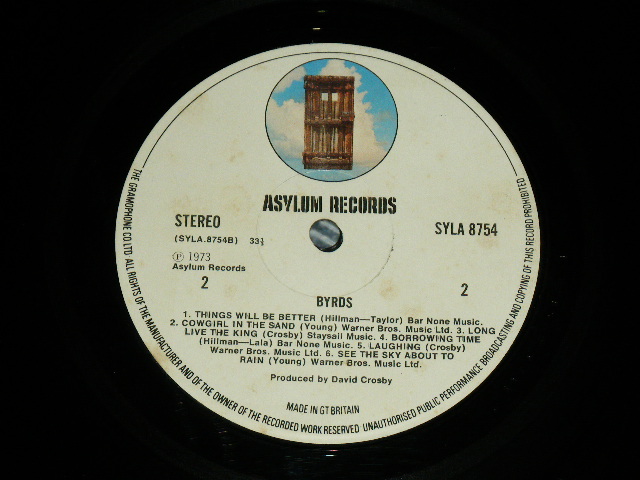 ASYLUM RECORDS
STEREO
(SYLA.8754B) 33⅓
SYLA 8754
Ⓟ 1973
Asylum Records
2
2
BYRDS
1. THINGS WILL BE BETTER (Hillman—Taylor) Bar None Music.
2. COWGIRL IN THE SAND (Young) Warner Bros. Music Ltd. 3. LONG
LIVE THE KING (Crosby) Staysail Music. 4. BORROWING TIME
(Hillman—Lala) Bar None Music. 5. LAUGHING (Crosby)
Warner Bros. Music Ltd. 6. SEE THE SKY ABOUT TO
RAIN (Young) Warner Bros. Music Ltd.
Produced by David Crosby
MADE IN GT BRITAIN
THE GRAMOPHONE CO. LTD. ALL RIGHTS OF THE MANUFACTURER AND OF THE OWNER OF THE RECORDED WORK RESERVED UNAUTHORISED PUBLIC PERFORMANCE BROADCASTING AND COPYING OF THIS RECORD PROHIBITED